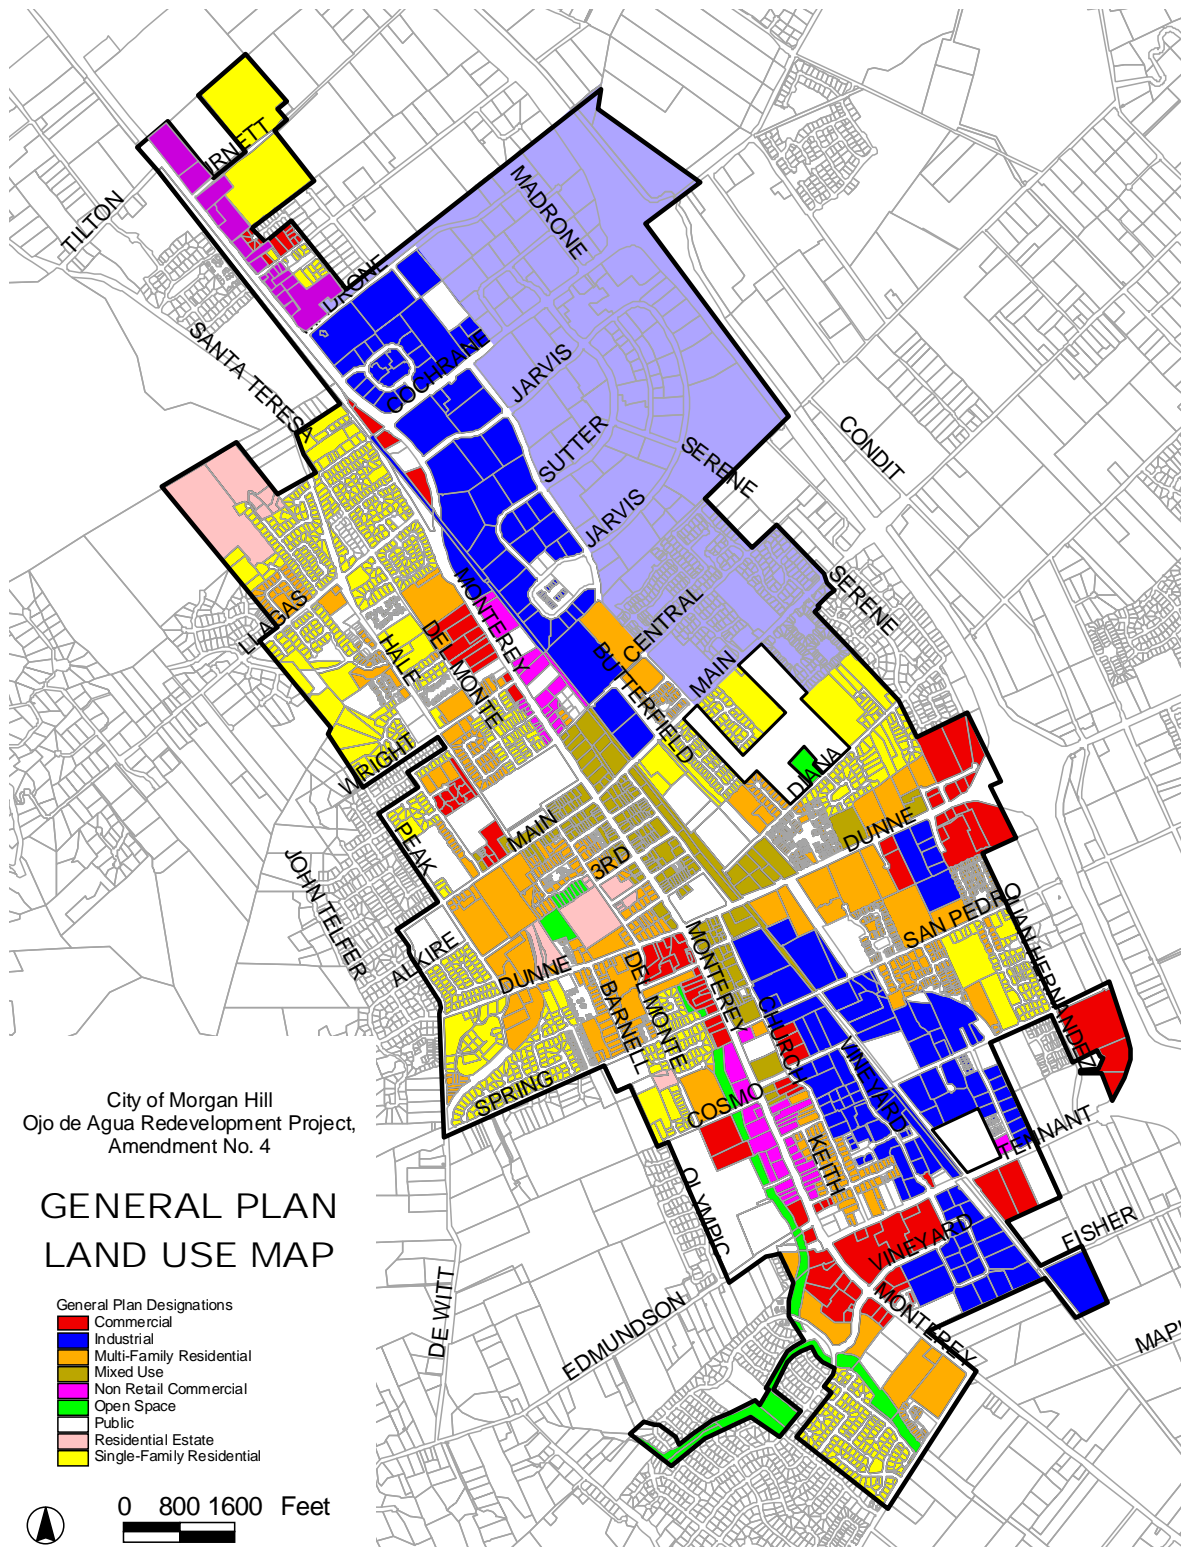 TILTON
MADRONE
SANTA TERESA
COCHRANE
JARVIS
SUTTER
SERENE
CONDIT
JARVIS
SERENE
LLAGAS
HALE
DEL MONTE
MONTEREY
CENTRAL
BUTTERFIELD
MAIN
WRIGHT
DIANA
PEAK
MAIN
DUNNE
3RD
JOHN TELFER
ALKIRE
DUNNE
SAN PEDRO
JUAN HERNANDEZ
BARNELL
DEL MONTE
MONTEREY
CHURCH
VINEYARD
SPRING
COSMO
KEITH
TENNANT
OLYMPIC
VINEYARD
FISHER
DE WITT
EDMUNDSON
MONTEREY
City of Morgan Hill
Ojo de Agua Redevelopment Project,
Amendment No. 4
GENERAL PLAN
LAND USE MAP
General Plan Designations
Commercial
Industrial
Multi-Family Residential
Mixed Use
Non Retail Commercial
Open Space
Public
Residential Estate
Single-Family Residential
0 800 1600 Feet